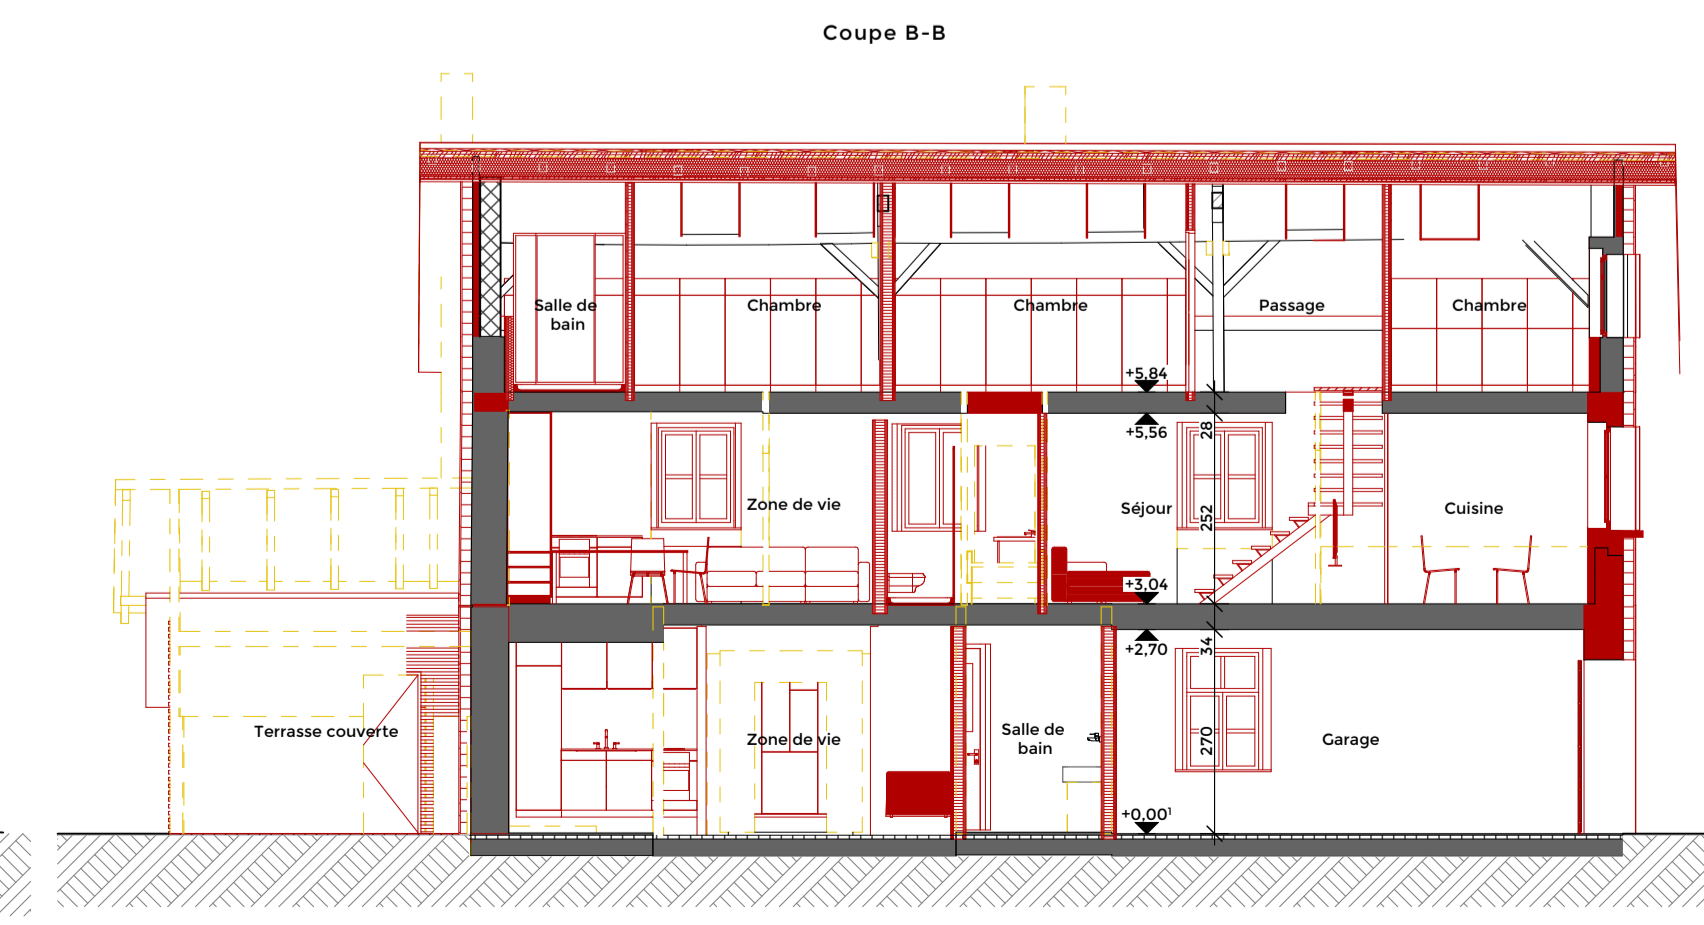 Coupe B-B
Salle de
bain
Chambre
Chambre
Passage
Chambre
+5,84
+5,56
28
Zone de vie
Séjour
252
Cuisine
+3,04
+2,70
34
Terrasse couverte
Zone de vie
Salle de
bain
270
Garage
+0,00¹